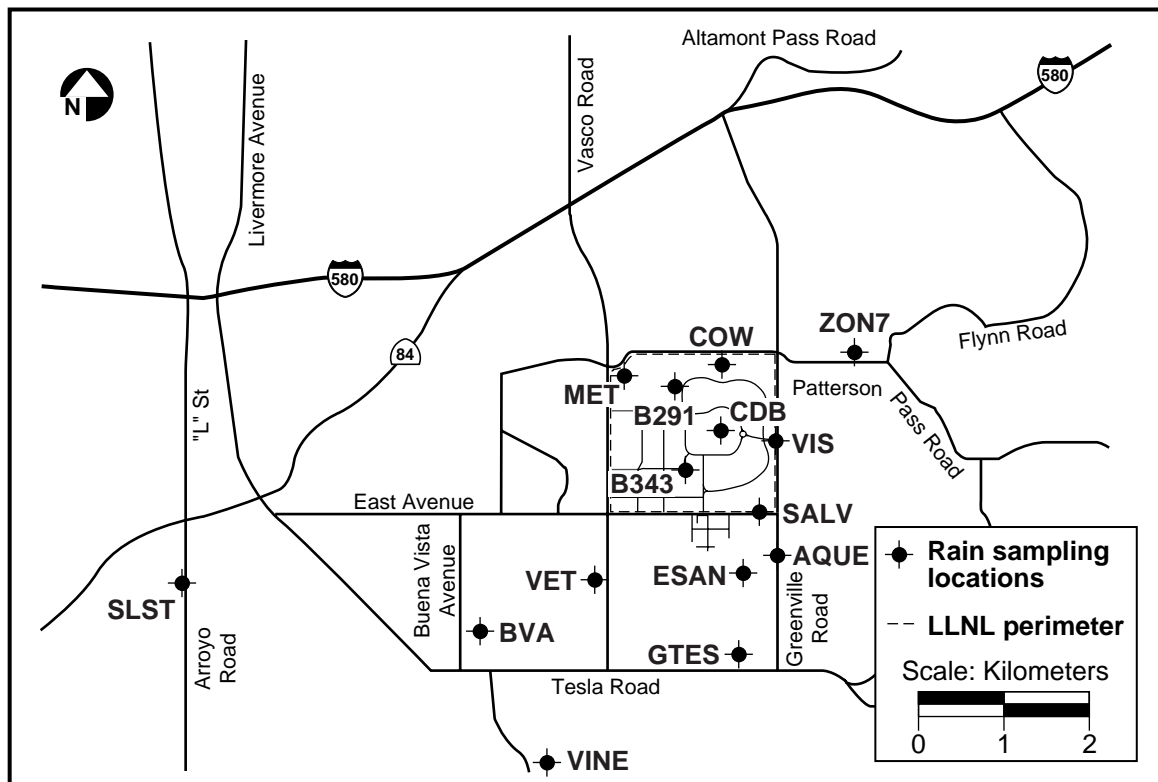 Altamont Pass Road
580
N
Livermore Avenue
Vasco Road
580
84
"L" St
COW
ZON7
Flynn Road
MET
Patterson
Pass Road
B291
CDB
VIS
B343
East Avenue
SALV
Buena Vista
Avenue
VET
ESAN
AQUE
SLST
BVA
GTES
Greenville
Road
Arroyo
Road
Tesla Road
VINE
Rain sampling
locations
LLNL perimeter
Scale: Kilometers
0 1 2